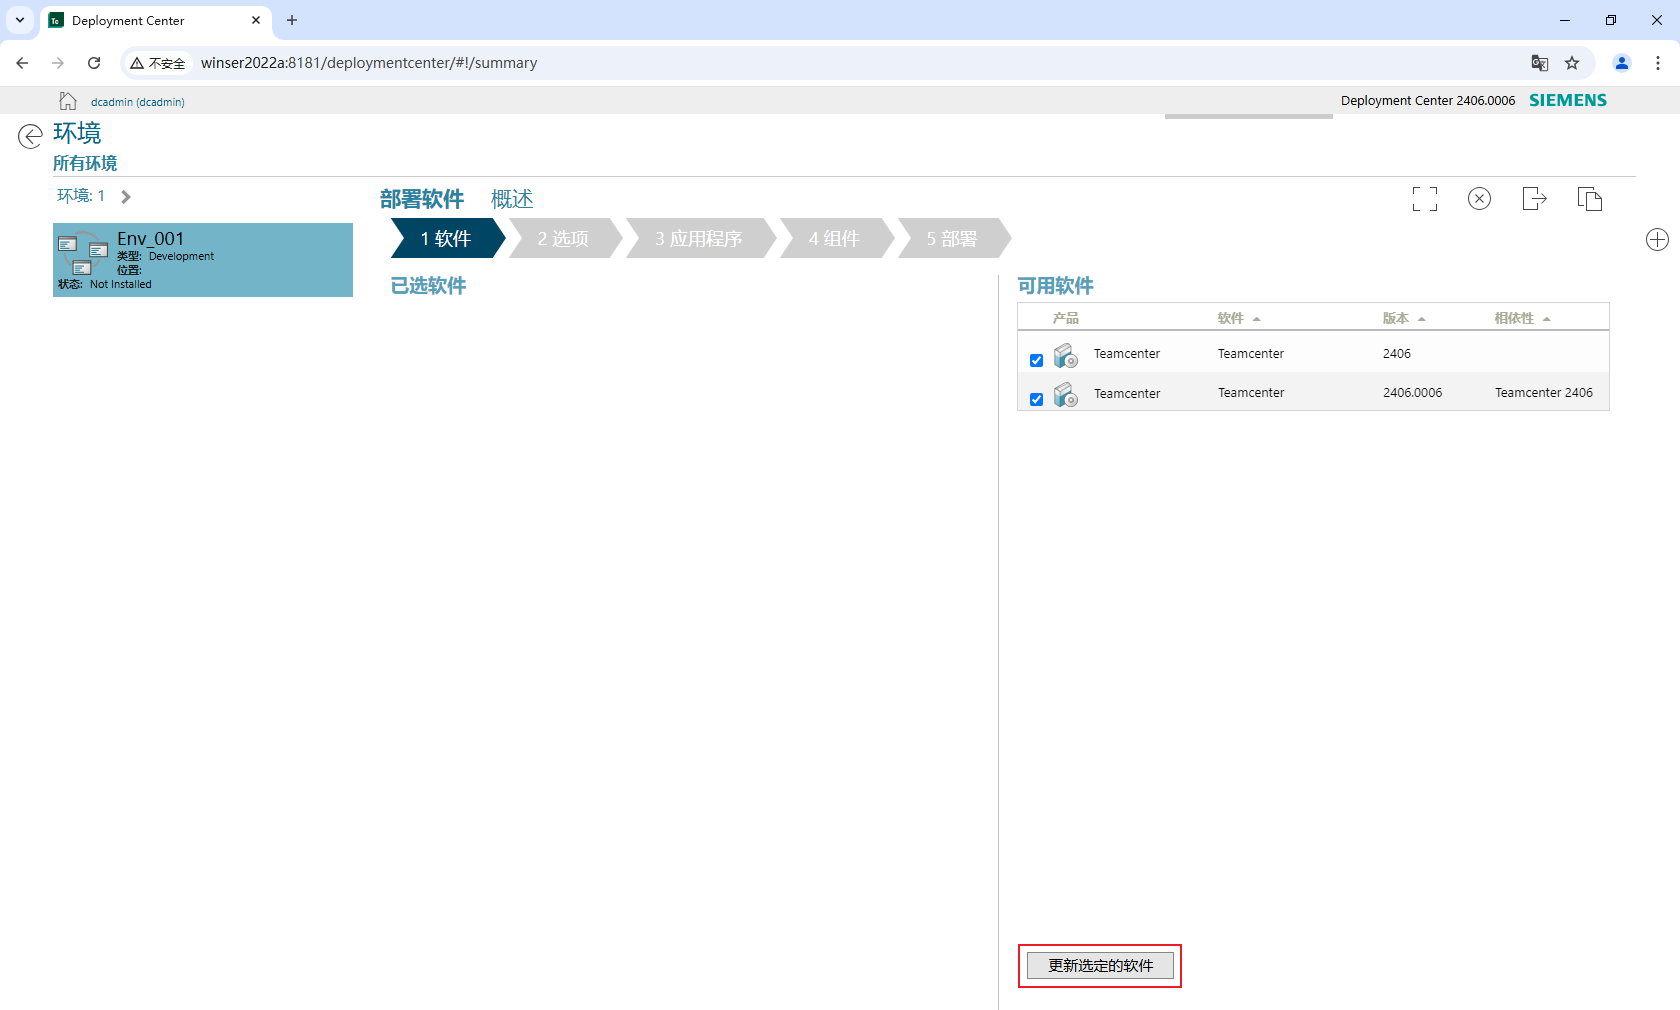 Deployment Center
不安全 winser2022a:8181/deploymentcenter/#!/summary
dcadmin (dcadmin)
Deployment Center 2406.0006 SIEMENS
环境
所有环境
环境: 1
部署软件 概述
Env_001
类型: Development
位置:
状态: Not Installed
1 软件 2 选项 3 应用程序 4 组件 5 部署
已选软件
可用软件
产品 软件 版本 相依性
Teamcenter Teamcenter 2406
Teamcenter Teamcenter 2406.0006 Teamcenter 2406
更新选定的软件